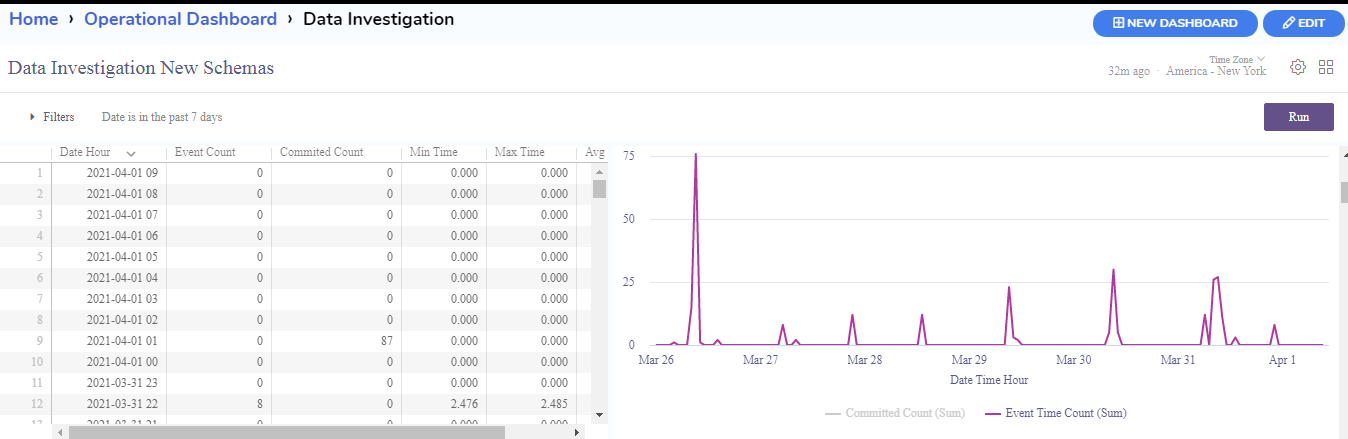 Home › Operational Dashboard › Data Investigation
NEW DASHBOARD EDIT
Data Investigation New Schemas
Time Zone
32m ago · America - New York
Filters Date is in the past 7 days
Run
Date Hour Event Count Commited Count Min Time Max Time Avg
1 2021-04-01 09 0 0 0.000 0.000
2 2021-04-01 08 0 0 0.000 0.000
3 2021-04-01 07 0 0 0.000 0.000
4 2021-04-01 06 0 0 0.000 0.000
5 2021-04-01 05 0 0 0.000 0.000
6 2021-04-01 04 0 0 0.000 0.000
7 2021-04-01 03 0 0 0.000 0.000
8 2021-04-01 02 0 0 0.000 0.000
9 2021-04-01 01 0 87 0.000 0.000
10 2021-04-01 00 0 0 0.000 0.000
11 2021-03-31 23 0 0 0.000 0.000
12 2021-03-31 22 8 0 2.476 2.485
75
50
25
0
Mar 26 Mar 27 Mar 28 Mar 29 Mar 30 Mar 31 Apr 1
Date Time Hour
Committed Count (Sum) Event Time Count (Sum)